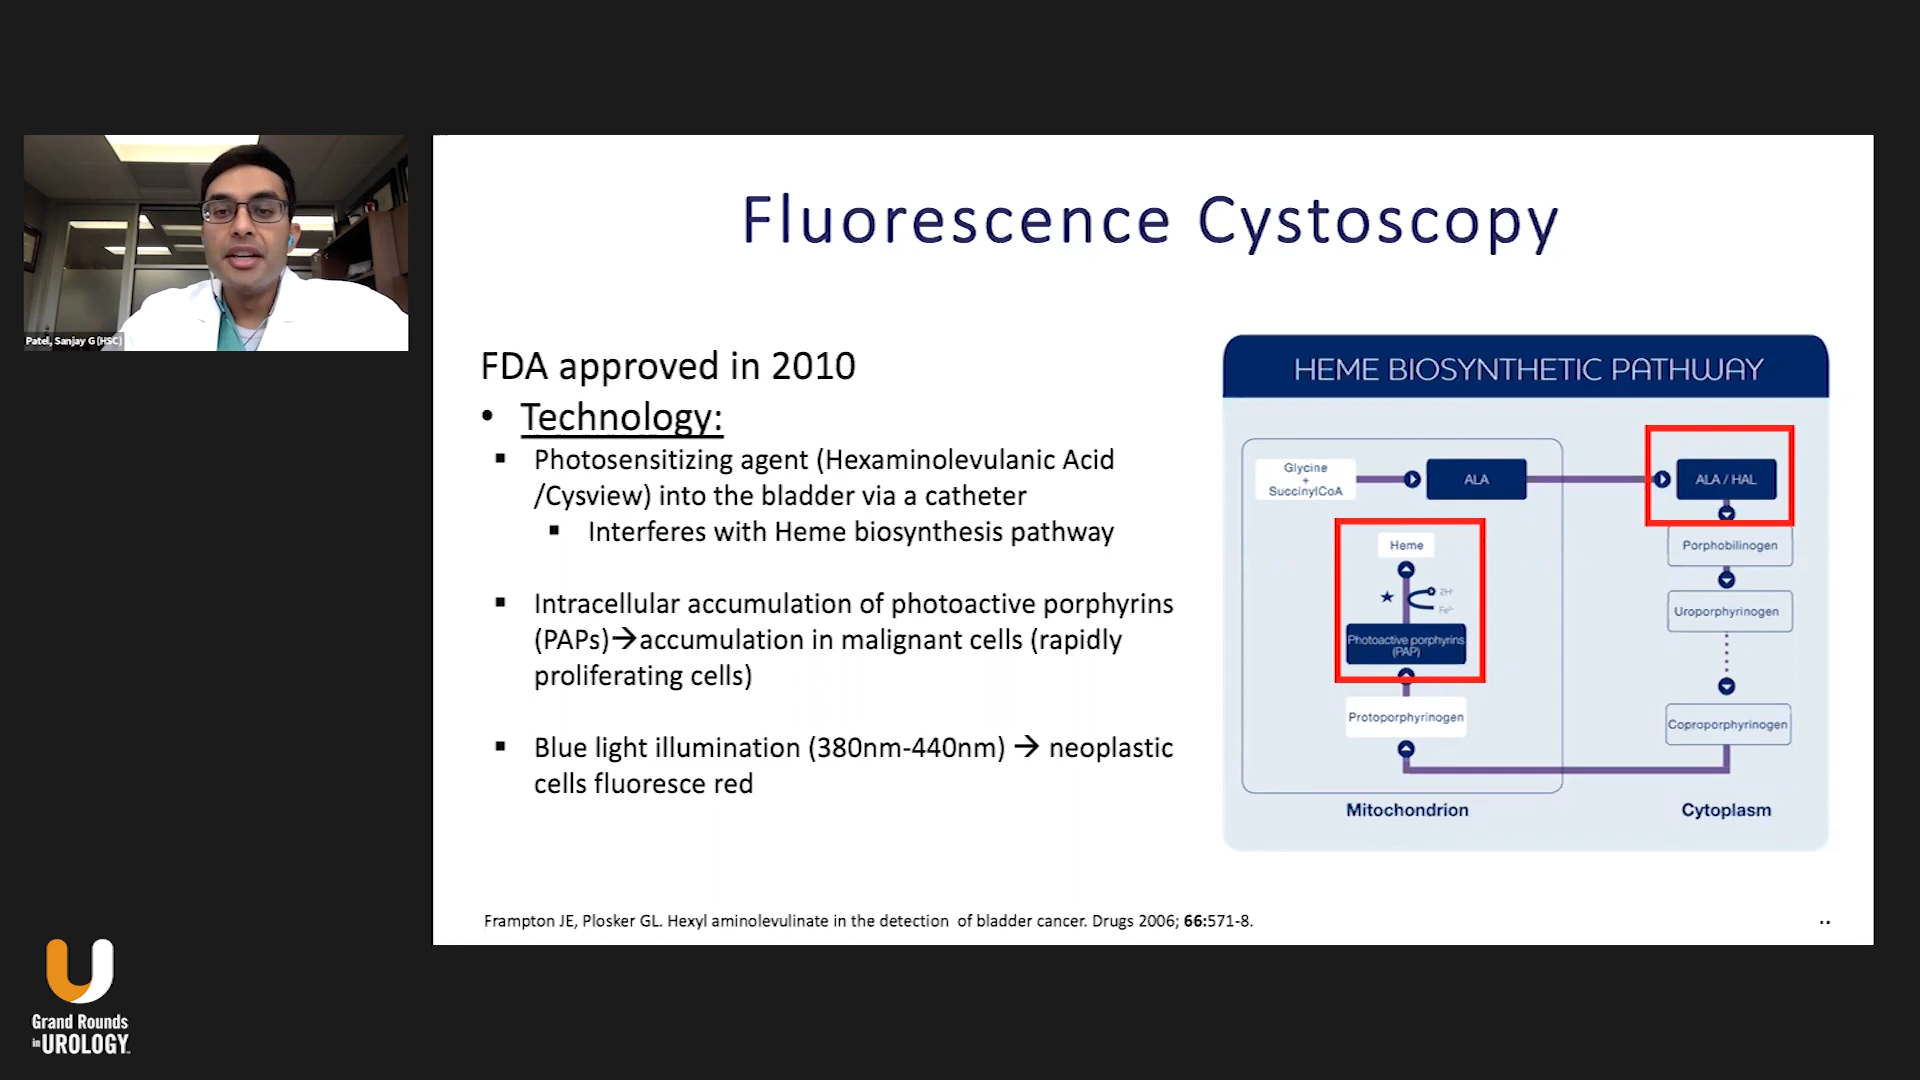 Patel, Sanjay G (HSC)
Fluorescence Cystoscopy
FDA approved in 2010
• Technology:
▪ Photosensitizing agent (Hexaminolevulanic Acid
/Cysview) into the bladder via a catheter
▪ Interferes with Heme biosynthesis pathway
▪ Intracellular accumulation of photoactive porphyrins
(PAPs)→accumulation in malignant cells (rapidly
proliferating cells)
▪ Blue light illumination (380nm-440nm) → neoplastic
cells fluoresce red
HEME BIOSYNTHETIC PATHWAY
Glycine
+
SuccinylCoA
ALA
ALA / HAL
Heme
2H⁺
Fe²⁺
Photoactive porphyrins
(PAP)
Protoporphyrinogen
Porphobilinogen
Uroporphyrinogen
Coproporphyrinogen
Mitochondrion
Cytoplasm
Frampton JE, Plosker GL. Hexyl aminolevulinate in the detection of bladder cancer. Drugs 2006; 66:571-8.
Grand Rounds
in UROLOGY™